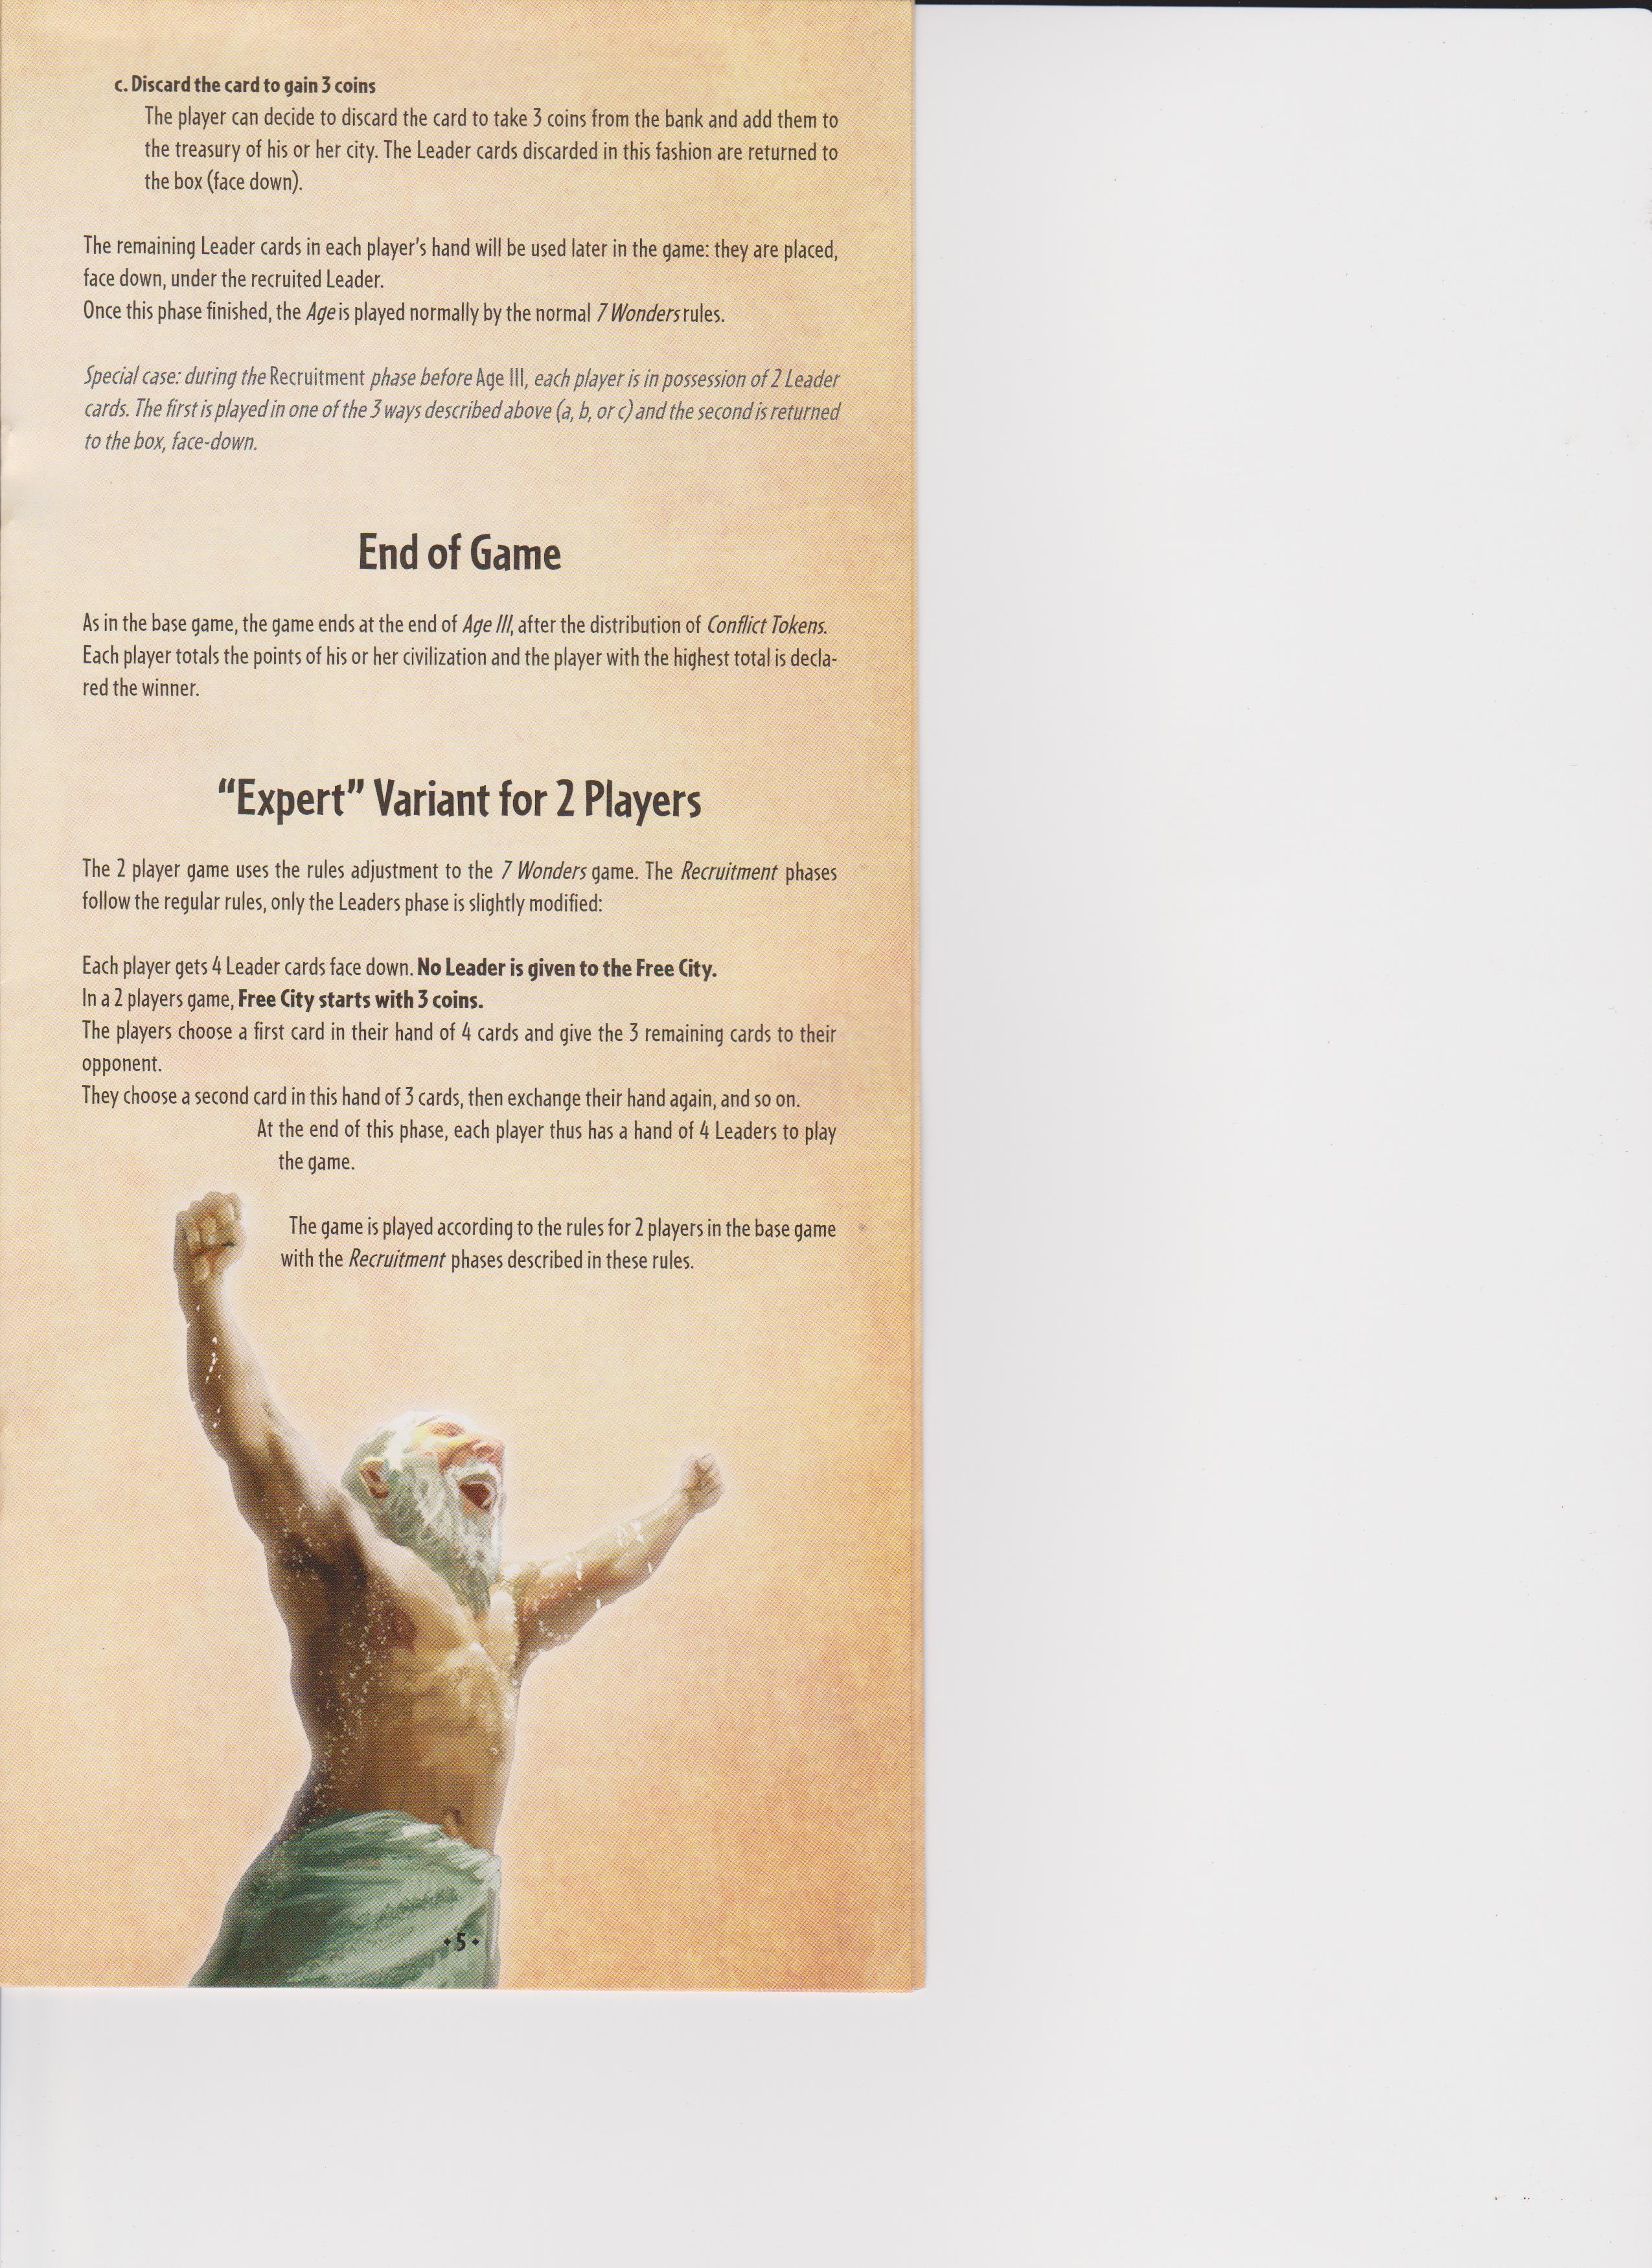 c. Discard the card to gain 3 coins
The player can decide to discard the card to take 3 coins from the bank and add them to
the treasury of his or her city. The Leader cards discarded in this fashion are returned to
the box (face down).
The remaining Leader cards in each player's hand will be used later in the game: they are placed,
face down, under the recruited Leader.
Once this phase finished, the Age is played normally by the normal 7 Wonders rules.
Special case: during the Recruitment phase before Age III, each player is in possession of 2 Leader
cards. The first is played in one of the 3 ways described above (a, b, or c) and the second is returned
to the box, face-down.
End of Game
As in the base game, the game ends at the end of Age III, after the distribution of Conflict Tokens.
Each player totals the points of his or her civilization and the player with the highest total is decla-
red the winner.
“Expert” Variant for 2 Players
The 2 player game uses the rules adjustment to the 7 Wonders game. The Recruitment phases
follow the regular rules, only the Leaders phase is slightly modified:
Each player gets 4 Leader cards face down. No Leader is given to the Free City.
In a 2 players game, Free City starts with 3 coins.
The players choose a first card in their hand of 4 cards and give the 3 remaining cards to their
opponent.
They choose a second card in this hand of 3 cards, then exchange their hand again, and so on.
At the end of this phase, each player thus has a hand of 4 Leaders to play
the game.
The game is played according to the rules for 2 players in the base game
with the Recruitment phases described in these rules.
• 5 •